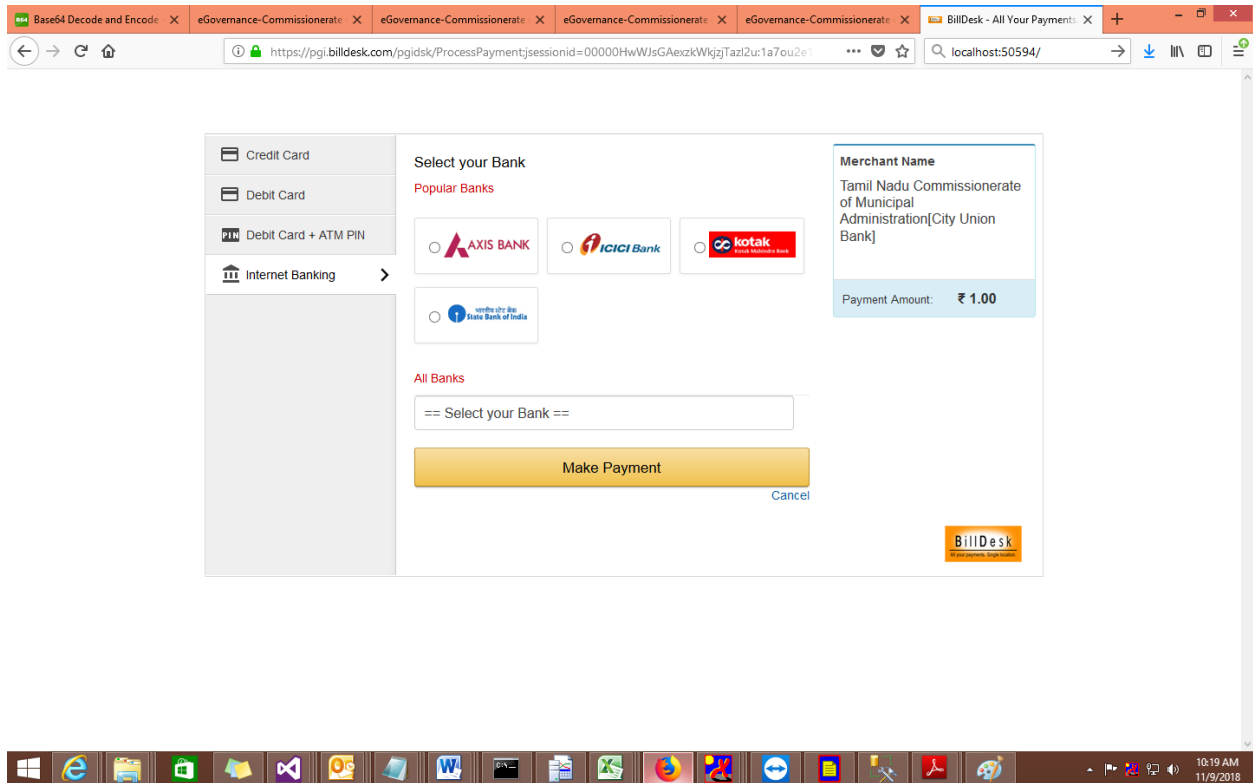 Base64 Decode and Encode -
eGovernance-Commissionerate
eGovernance-Commissionerate
eGovernance-Commissionerate
eGovernance-Commissionerate
BillDesk - All Your Payments.
https://pgi.billdesk.com/pgidsk/ProcessPayment;jsessionid=00000HwWJsGAexzkWkjzjTazI2u:1a7ou2e1
localhost:50594/
Credit Card
Debit Card
PIN Debit Card + ATM PIN
Internet Banking
Select your Bank
Popular Banks
AXIS BANK
ICICI Bank
kotak
Kotak Mahindra Bank
भारतीय स्टेट बैंक
State Bank of India
All Banks
== Select your Bank ==
Make Payment
Cancel
Merchant Name
Tamil Nadu Commissionerate
of Municipal
Administration[City Union
Bank]
Payment Amount: ₹ 1.00
BillDesk
All your payments. Single location.
10:19 AM
11/9/2018